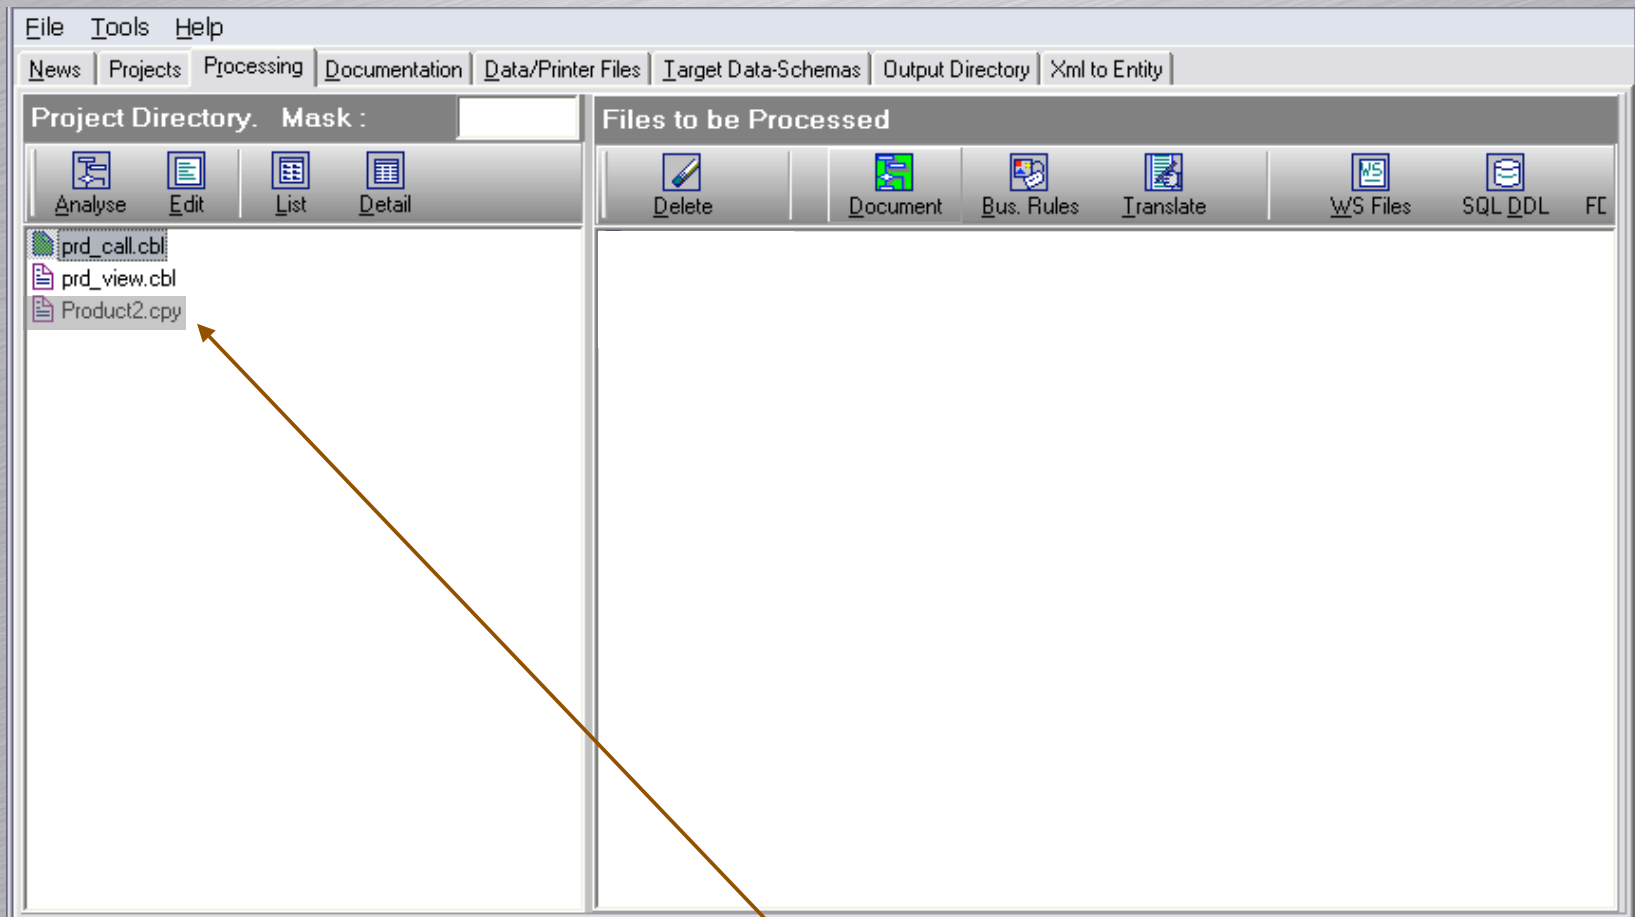 File Tools Help
News Projects Processing Documentation Data/Printer Files Target Data-Schemas Output Directory Xml to Entity
Project Directory. Mask :
Files to be Processed
Analyse Edit List Detail
Delete Document Bus. Rules Translate WS Files SQL DDL
prd_call.cbl
prd_view.cbl
Product2.cpy